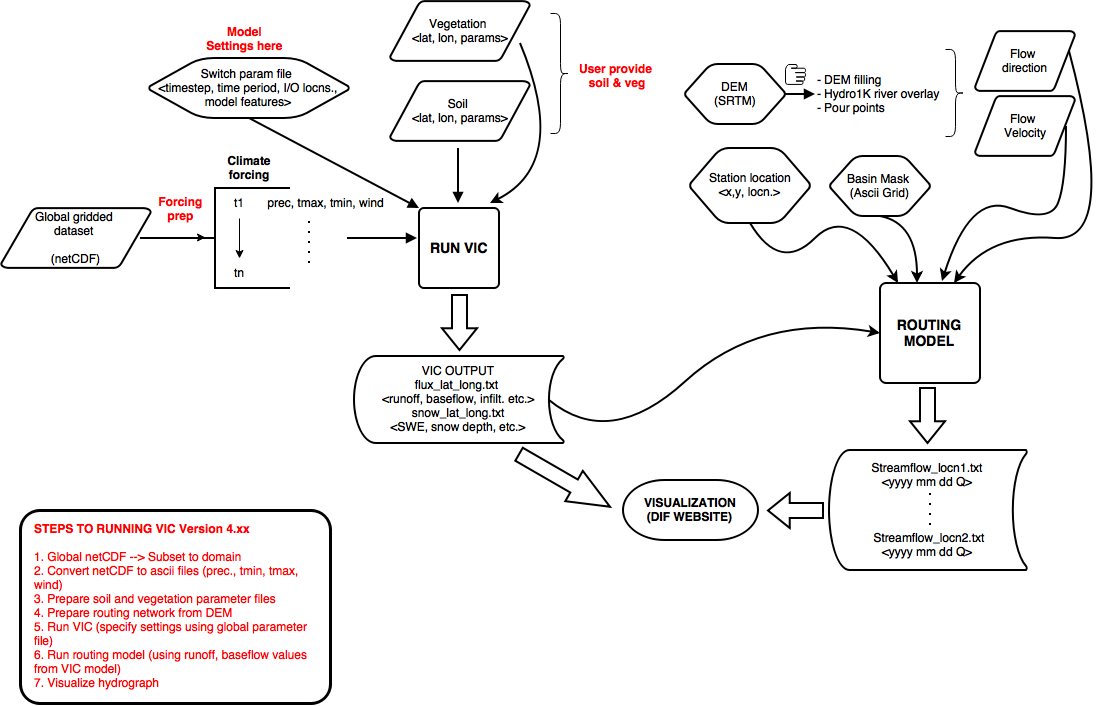 Vegetation
<lat, lon, params>
Model
Settings here
Switch param file
<timestep, time period, I/O locns.,
model features>
Soil
<lat, lon, params>
User provide
soil & veg
DEM
(SRTM)
- DEM filling
- Hydro1K river overlay
- Pour points
Flow
direction
Flow
Velocity
Station location
<x,y, locn.>
Basin Mask
(Ascii Grid)
Climate
forcing
Forcing
prep
Global gridded
dataset
(netCDF)
t1 prec, tmax, tmin, wind
tn
RUN VIC
ROUTING
MODEL
VIC OUTPUT
flux_lat_long.txt
<runoff, baseflow, infilt. etc.>
snow_lat_long.txt
<SWE, snow depth, etc.>
VISUALIZATION
(DIF WEBSITE)
Streamflow_locn1.txt
<yyyy mm dd Q>
Streamflow_locn2.txt
<yyyy mm dd Q>
STEPS TO RUNNING VIC Version 4.xx
1. Global netCDF --> Subset to domain
2. Convert netCDF to ascii files (prec., tmin, tmax,
wind)
3. Prepare soil and vegetation parameter files
4. Prepare routing network from DEM
5. Run VIC (specify settings using global parameter
file)
6. Run routing model (using runoff, baseflow values
from VIC model)
7. Visualize hydrograph